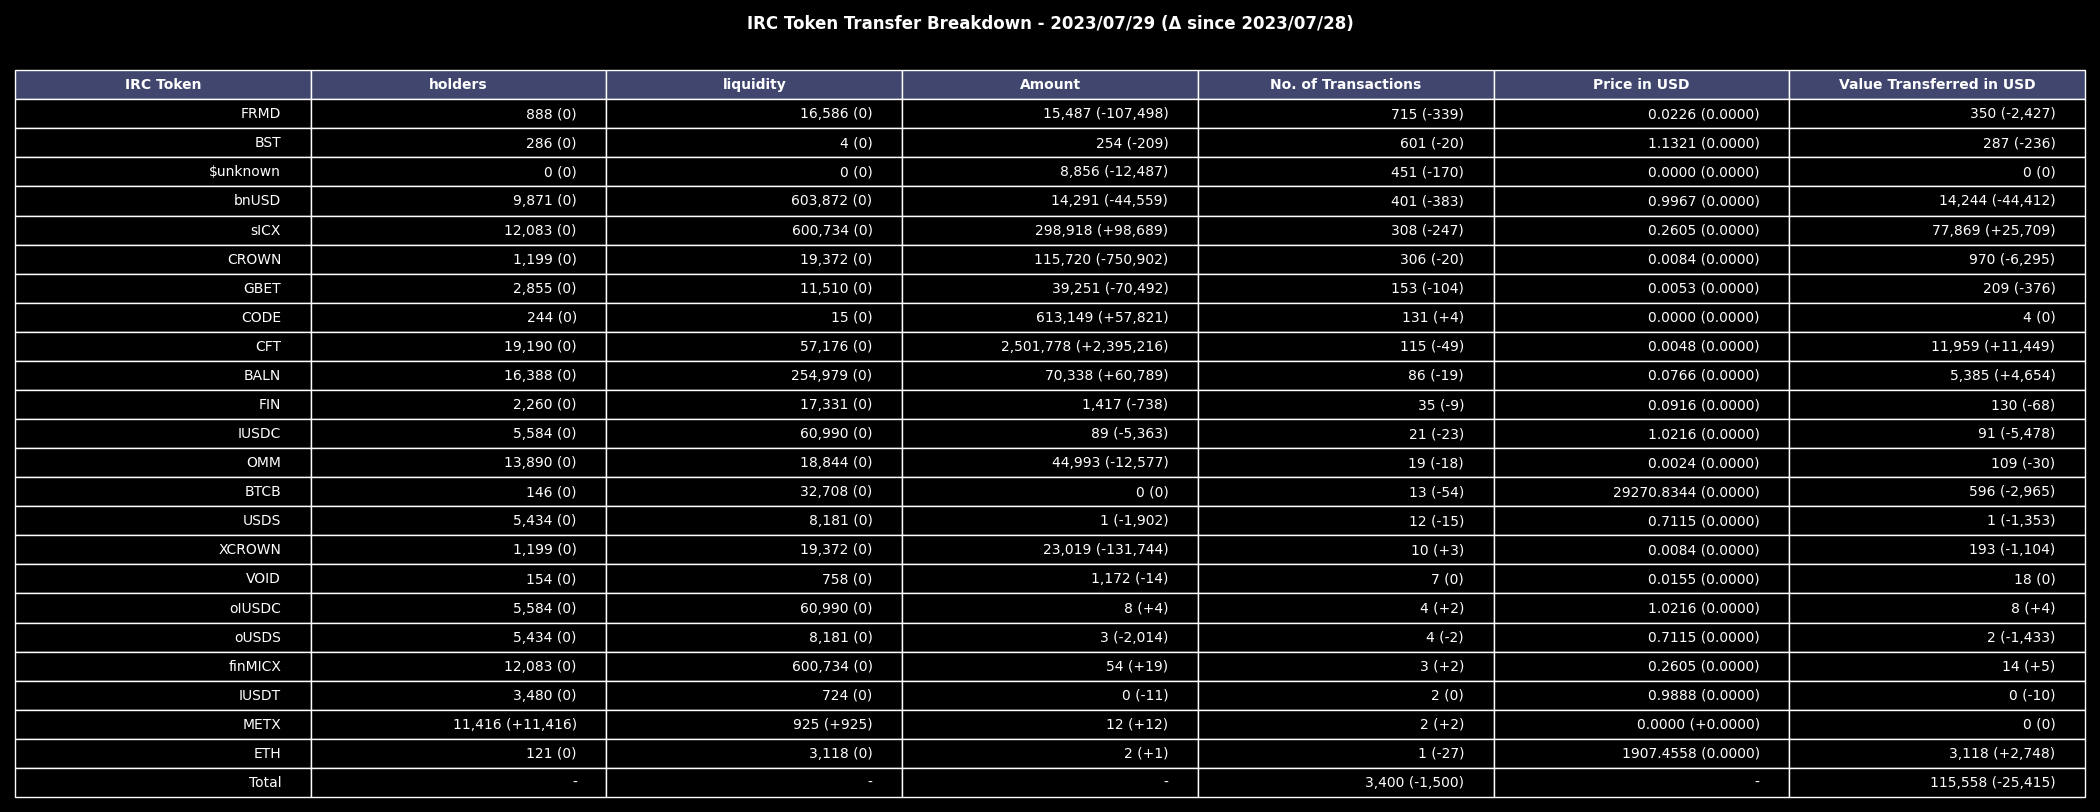 IRC Token Transfer Breakdown - 2023/07/29 (Δ since 2023/07/28)
IRC Token holders liquidity Amount No. of Transactions Price in USD Value Transferred in USD
FRMD 888 (0) 16,586 (0) 15,487 (-107,498) 715 (-339) 0.0226 (0.0000) 350 (-2,427)
BST 286 (0) 4 (0) 254 (-209) 601 (-20) 1.1321 (0.0000) 287 (-236)
$unknown 0 (0) 0 (0) 8,856 (-12,487) 451 (-170) 0.0000 (0.0000) 0 (0)
bnUSD 9,871 (0) 603,872 (0) 14,291 (-44,559) 401 (-383) 0.9967 (0.0000) 14,244 (-44,412)
sICX 12,083 (0) 600,734 (0) 298,918 (+98,689) 308 (-247) 0.2605 (0.0000) 77,869 (+25,709)
CROWN 1,199 (0) 19,372 (0) 115,720 (-750,902) 306 (-20) 0.0084 (0.0000) 970 (-6,295)
GBET 2,855 (0) 11,510 (0) 39,251 (-70,492) 153 (-104) 0.0053 (0.0000) 209 (-376)
CODE 244 (0) 15 (0) 613,149 (+57,821) 131 (+4) 0.0000 (0.0000) 4 (0)
CFT 19,190 (0) 57,176 (0) 2,501,778 (+2,395,216) 115 (-49) 0.0048 (0.0000) 11,959 (+11,449)
BALN 16,388 (0) 254,979 (0) 70,338 (+60,789) 86 (-19) 0.0766 (0.0000) 5,385 (+4,654)
FIN 2,260 (0) 17,331 (0) 1,417 (-738) 35 (-9) 0.0916 (0.0000) 130 (-68)
IUSDC 5,584 (0) 60,990 (0) 89 (-5,363) 21 (-23) 1.0216 (0.0000) 91 (-5,478)
OMM 13,890 (0) 18,844 (0) 44,993 (-12,577) 19 (-18) 0.0024 (0.0000) 109 (-30)
BTCB 146 (0) 32,708 (0) 0 (0) 13 (-54) 29270.8344 (0.0000) 596 (-2,965)
USDS 5,434 (0) 8,181 (0) 1 (-1,902) 12 (-15) 0.7115 (0.0000) 1 (-1,353)
XCROWN 1,199 (0) 19,372 (0) 23,019 (-131,744) 10 (+3) 0.0084 (0.0000) 193 (-1,104)
VOID 154 (0) 758 (0) 1,172 (-14) 7 (0) 0.0155 (0.0000) 18 (0)
oIUSDC 5,584 (0) 60,990 (0) 8 (+4) 4 (+2) 1.0216 (0.0000) 8 (+4)
oUSDS 5,434 (0) 8,181 (0) 3 (-2,014) 4 (-2) 0.7115 (0.0000) 2 (-1,433)
finMICX 12,083 (0) 600,734 (0) 54 (+19) 3 (+2) 0.2605 (0.0000) 14 (+5)
IUSDT 3,480 (0) 724 (0) 0 (-11) 2 (0) 0.9888 (0.0000) 0 (-10)
METX 11,416 (+11,416) 925 (+925) 12 (+12) 2 (+2) 0.0000 (+0.0000) 0 (0)
ETH 121 (0) 3,118 (0) 2 (+1) 1 (-27) 1907.4558 (0.0000) 3,118 (+2,748)
Total - - - 3,400 (-1,500) - 115,558 (-25,415)